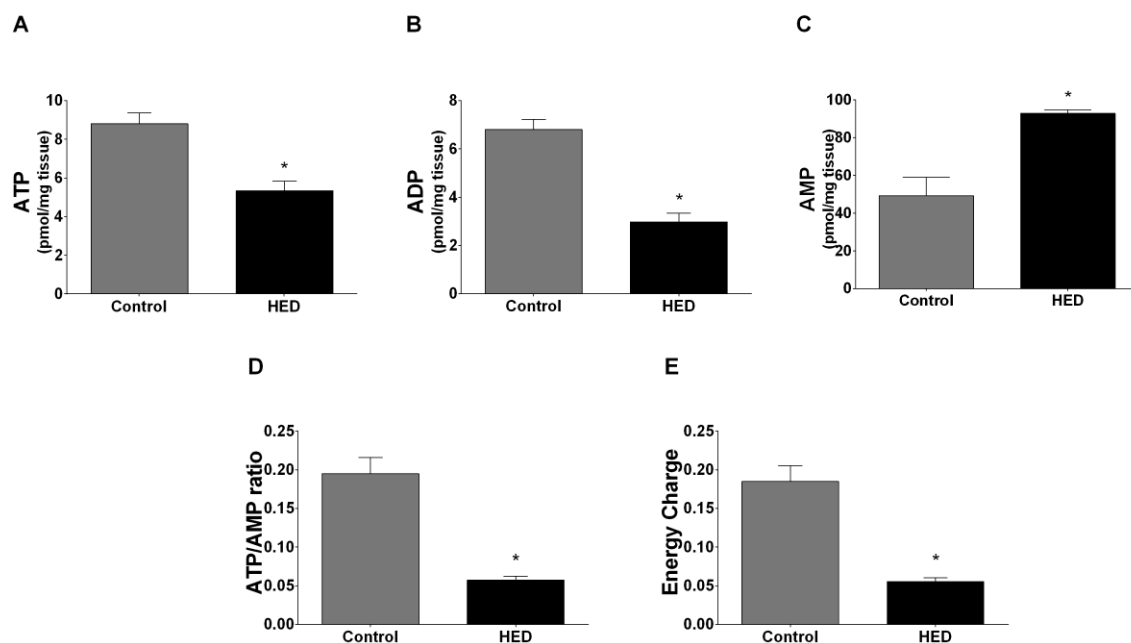 A
ATP
(pmol/mg tissue)
10
8
6
4
2
0
*
Control
HED
B
ADP
(pmol/mg tissue)
8
6
4
2
0
*
Control
HED
C
AMP
(pmol/mg tissue)
100
80
60
40
20
0
*
Control
HED
D
ATP/AMP ratio
0.25
0.20
0.15
0.10
0.05
0.00
*
Control
HED
E
Energy Charge
0.25
0.20
0.15
0.10
0.05
0.00
*
Control
HED